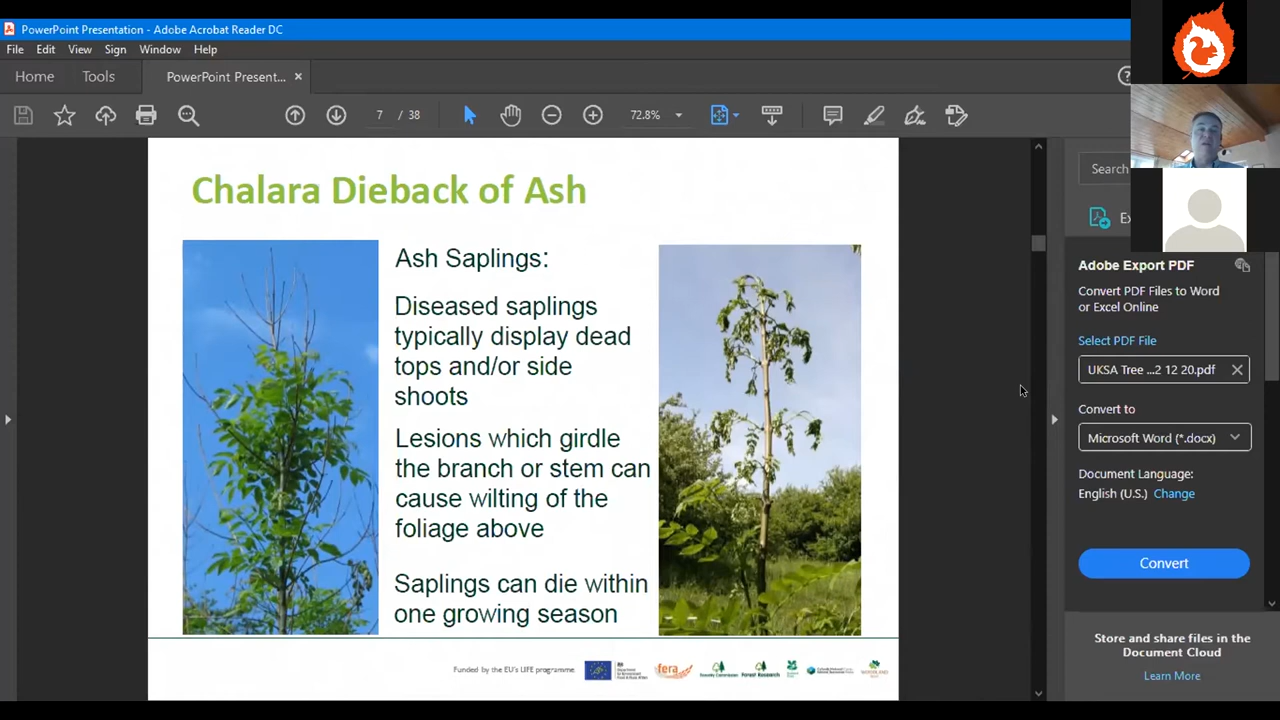 PowerPoint Presentation - Adobe Acrobat Reader DC
File Edit View Sign Window Help
Home Tools PowerPoint Present... ×
7 / 38 72.8%
Chalara Dieback of Ash
Ash Saplings:
Diseased saplings
typically display dead
tops and/or side
shoots
Lesions which girdle
the branch or stem can
cause wilting of the
foliage above
Saplings can die within
one growing season
Funded by the EU's LIFE programme
fera
Forestry Commission
Forest Research
Search
Adobe Export PDF
Convert PDF Files to Word
or Excel Online
Select PDF File
UKSA Tree ...2 12 20.pdf
Convert to
Microsoft Word (*.docx)
Document Language:
English (U.S.) Change
Convert
Store and share files in the
Document Cloud
Learn More